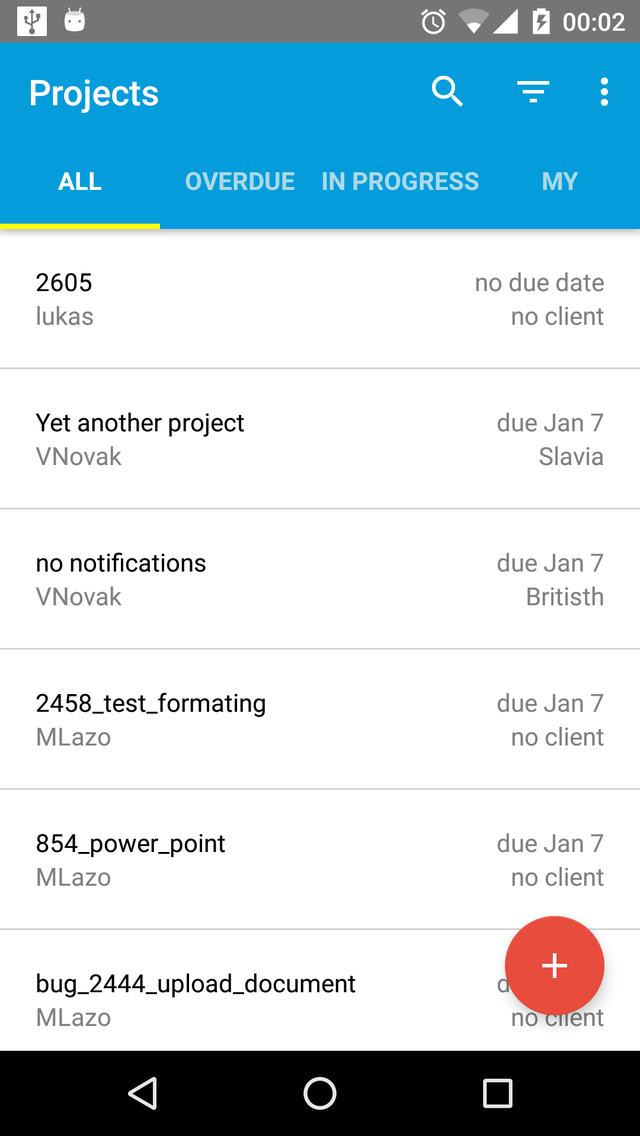 00:02
Projects
ALL OVERDUE IN PROGRESS MY
2605 no due date
lukas no client
Yet another project due Jan 7
VNovak Slavia
no notifications due Jan 7
VNovak Britisth
2458_test_formating due Jan 7
MLazo no client
854_power_point due Jan 7
MLazo no client
bug_2444_upload_document
MLazo no client